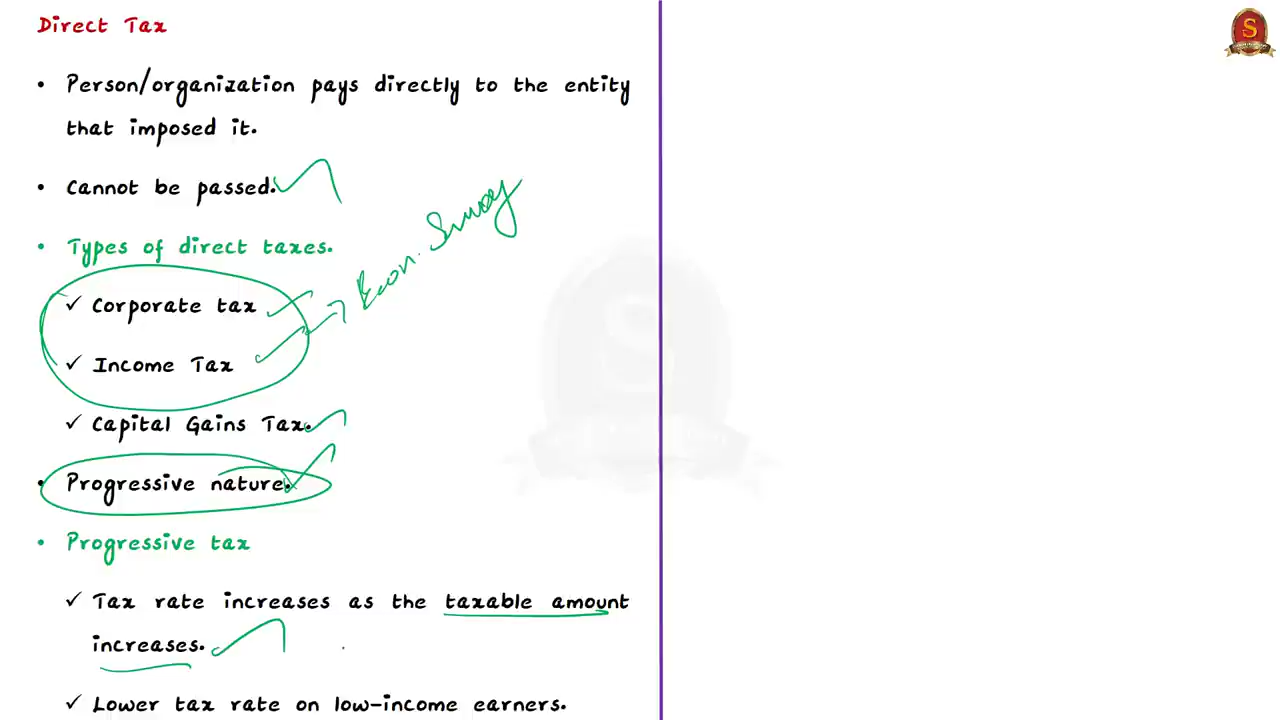 Direct Tax
• Person/organization pays directly to the entity
that imposed it.
• Cannot be passed.
• Types of direct taxes.
✓ Corporate tax
Econ. Survey
✓ Income Tax
✓ Capital Gains Tax.
• Progressive nature.
• Progressive tax
✓ Tax rate increases as the taxable amount
increases.
✓ Lower tax rate on low-income earners.
S